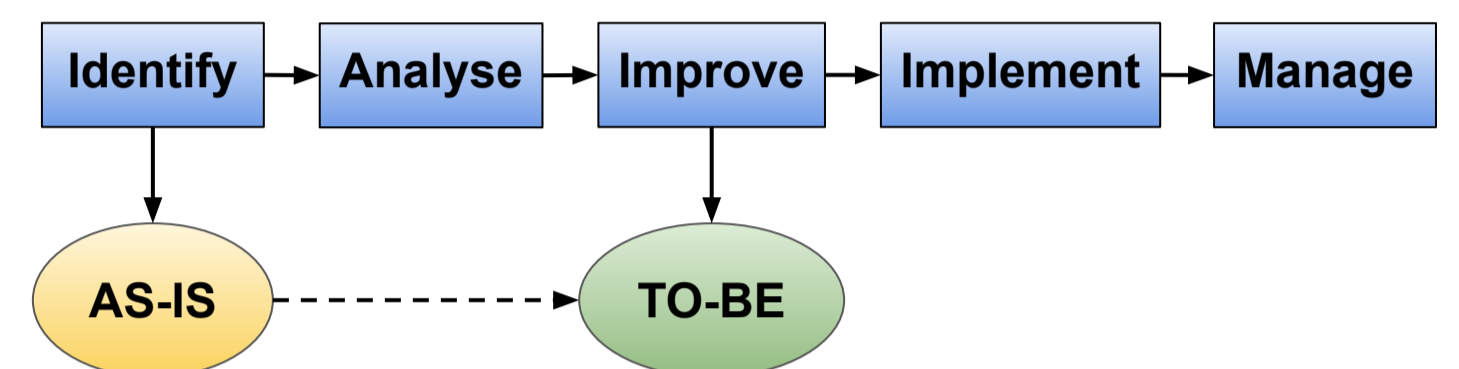 Identify
Analyse
Improve
Implement
Manage
AS-IS
TO-BE